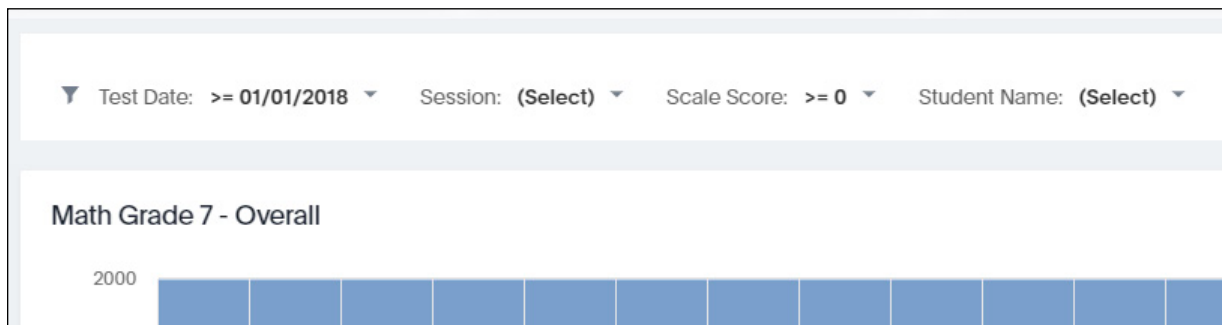 Test Date: >= 01/01/2018 Session: (Select) Scale Score: >= 0 Student Name: (Select)
Math Grade 7 - Overall
2000